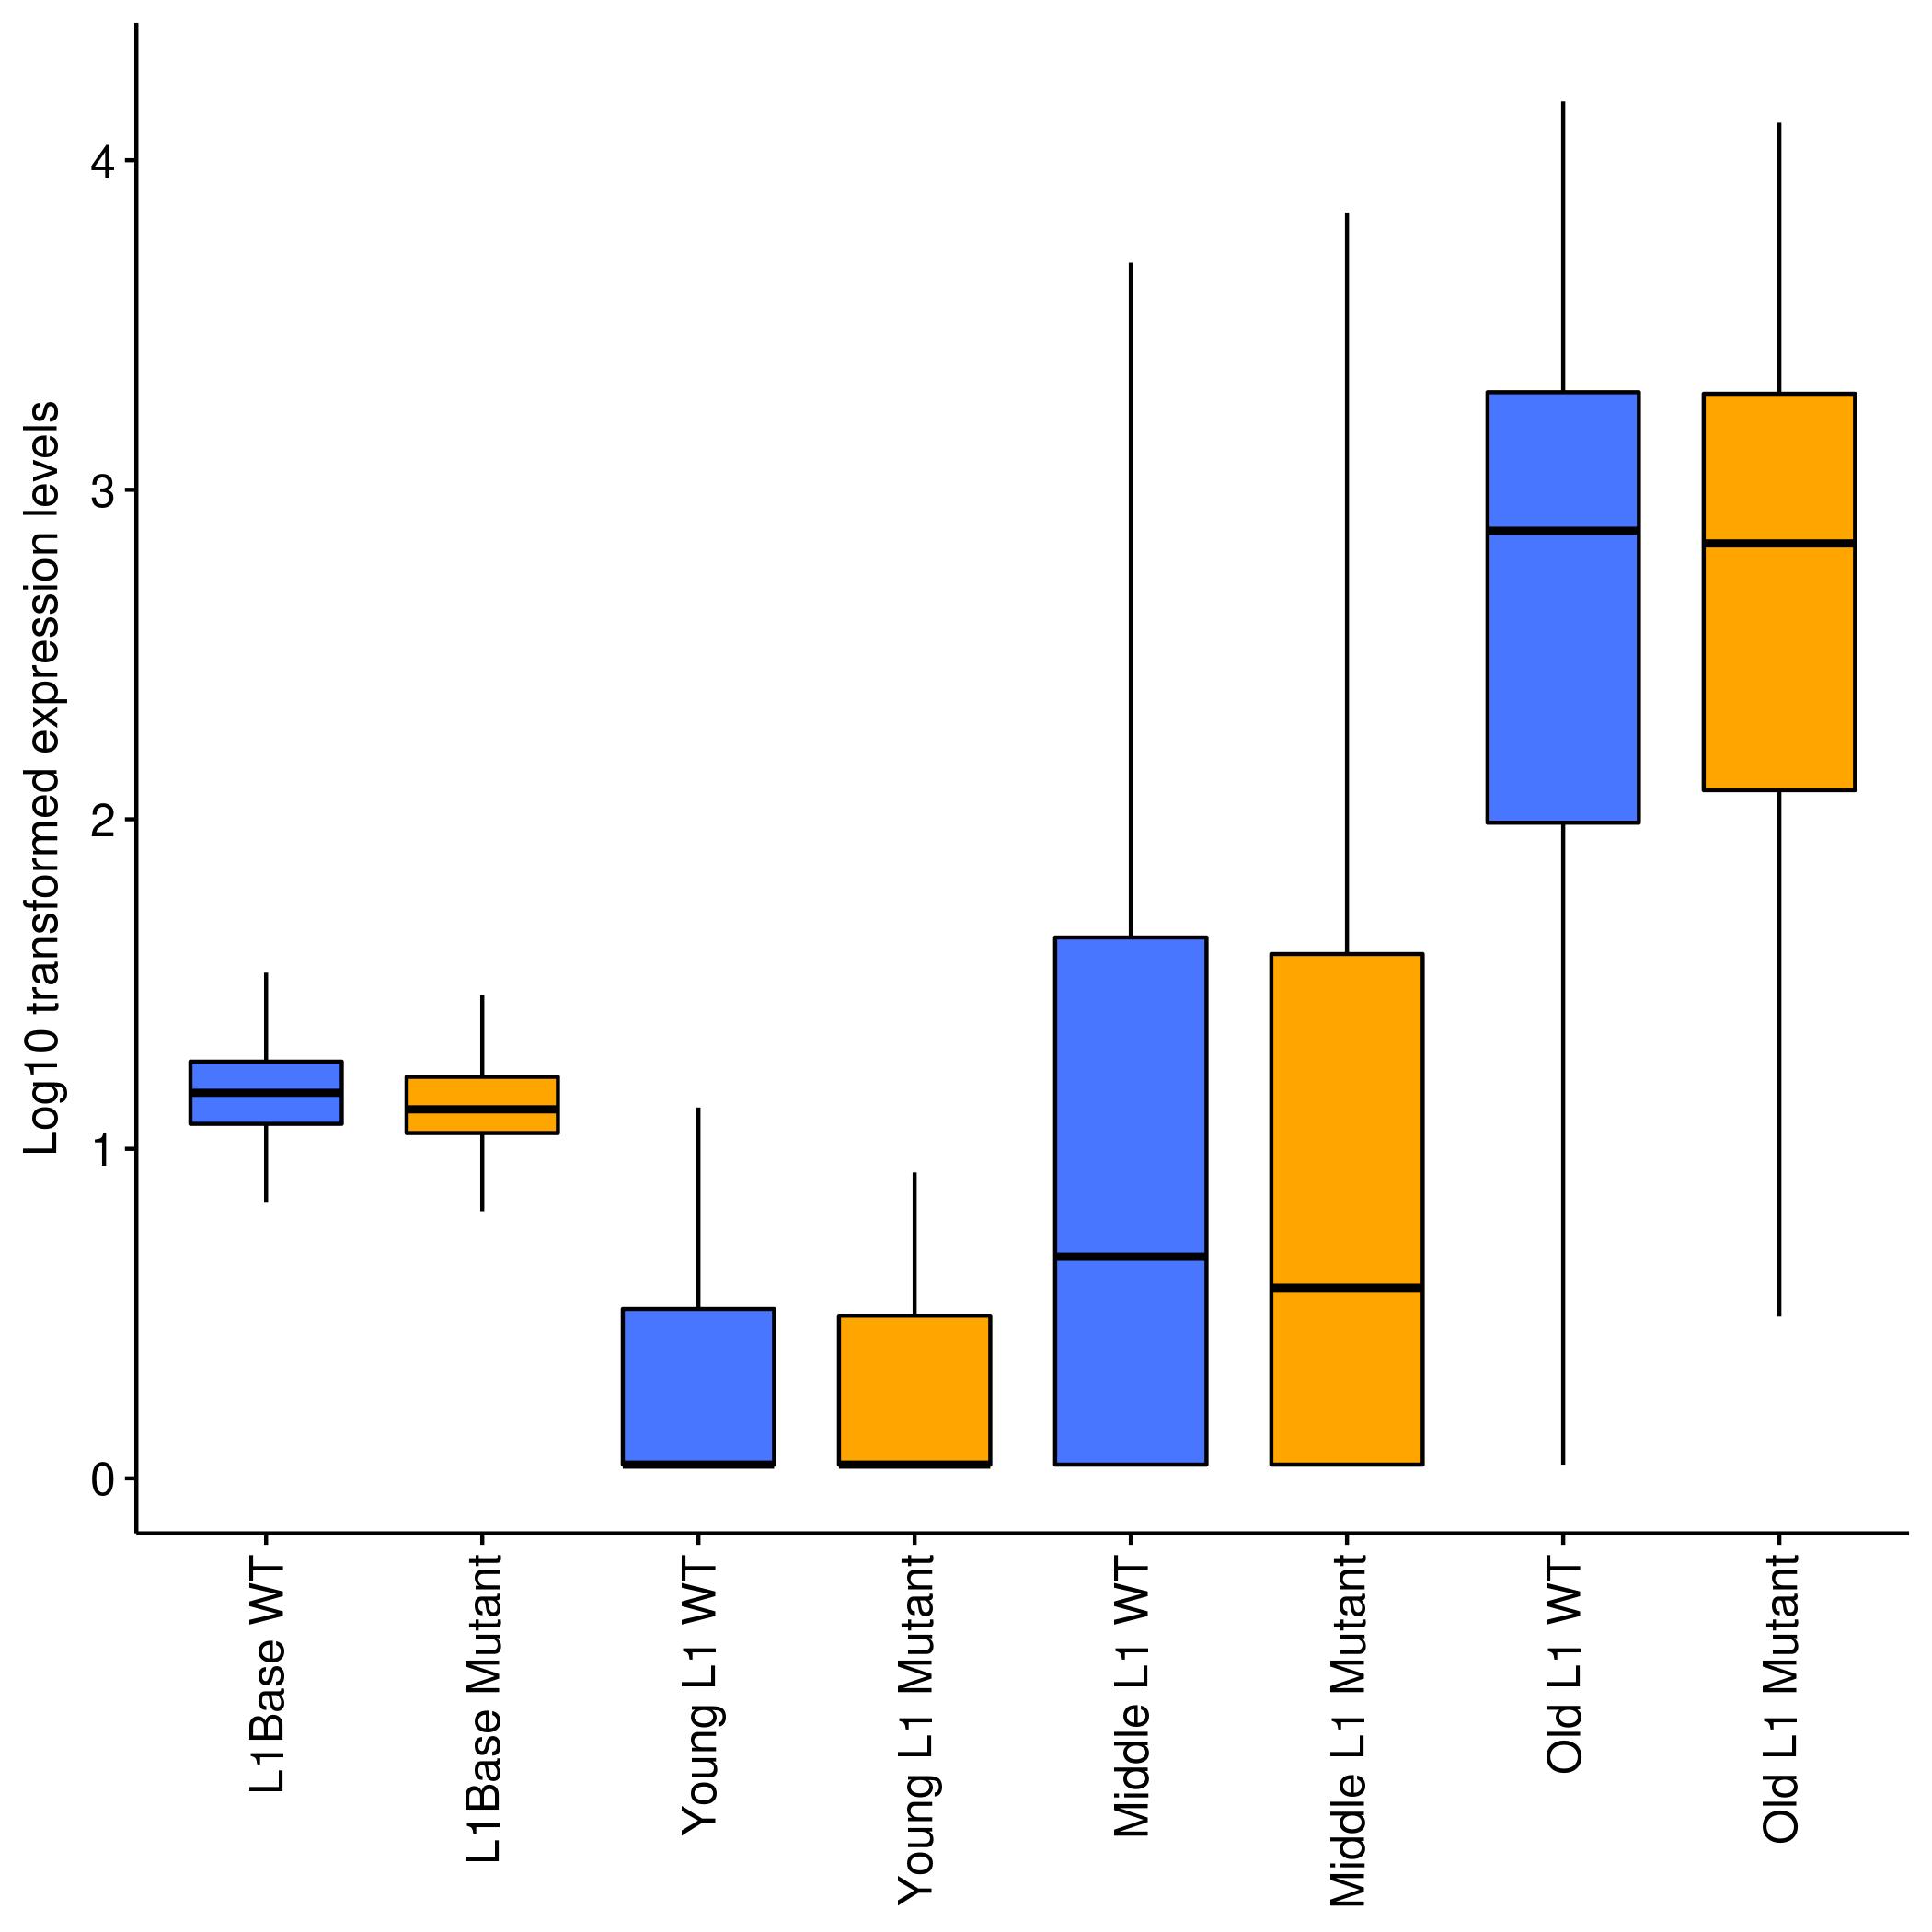 Log10 transformed expression levels
4
3
2
1
0
L1Base WT
L1Base Mutant
Young L1 WT
Young L1 Mutant
Middle L1 WT
Middle L1 Mutant
Old L1 WT
Old L1 Mutant